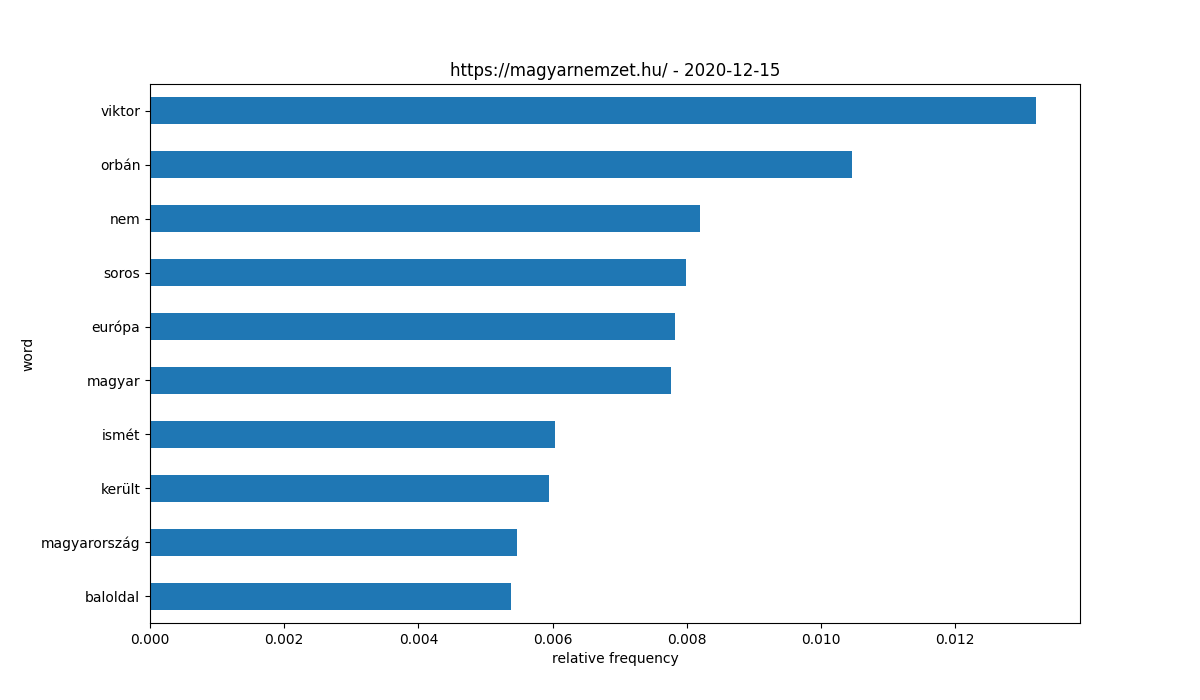 https://magyarnemzet.hu/ - 2020-12-15
viktor
orbán
nem
soros
európa
magyar
ismét
került
magyarország
baloldal
word
0.000 0.002 0.004 0.006 0.008 0.010 0.012
relative frequency